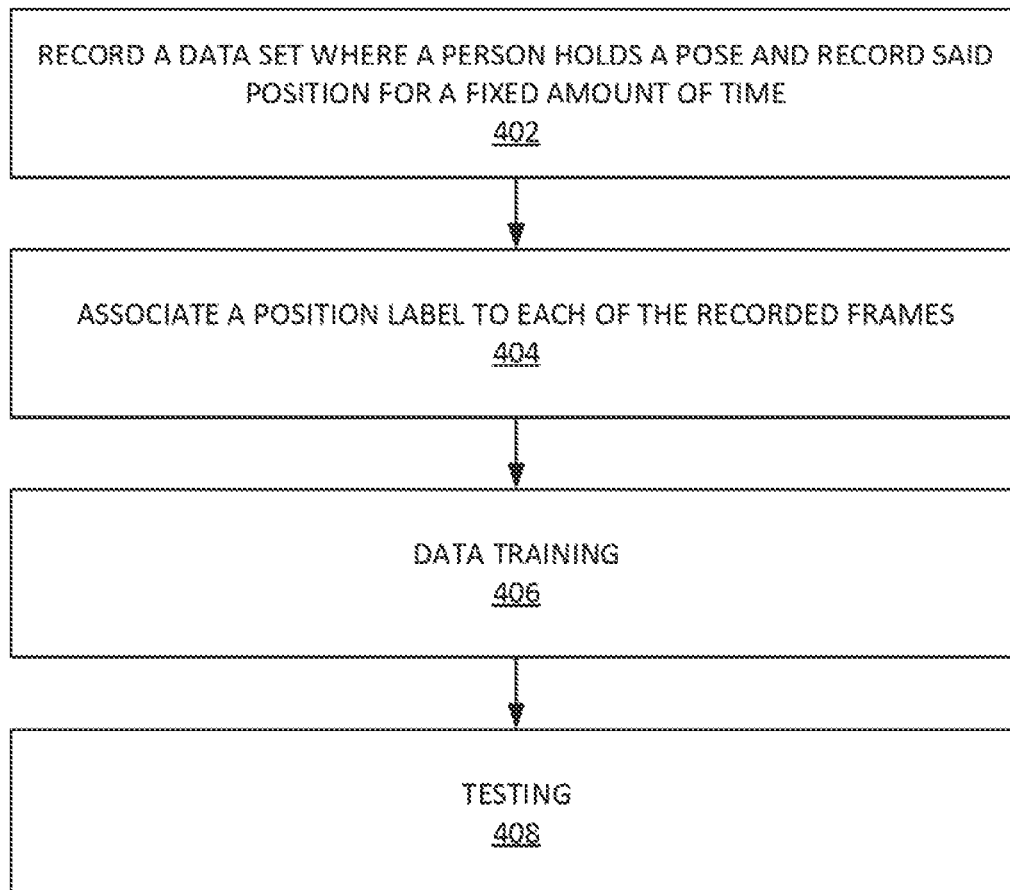 RECORD A DATA SET WHERE A PERSON HOLDS A POSE AND RECORD SAID
POSITION FOR A FIXED AMOUNT OF TIME
402
ASSOCIATE A POSITION LABEL TO EACH OF THE RECORDED FRAMES
404
DATA TRAINING
406
TESTING
408